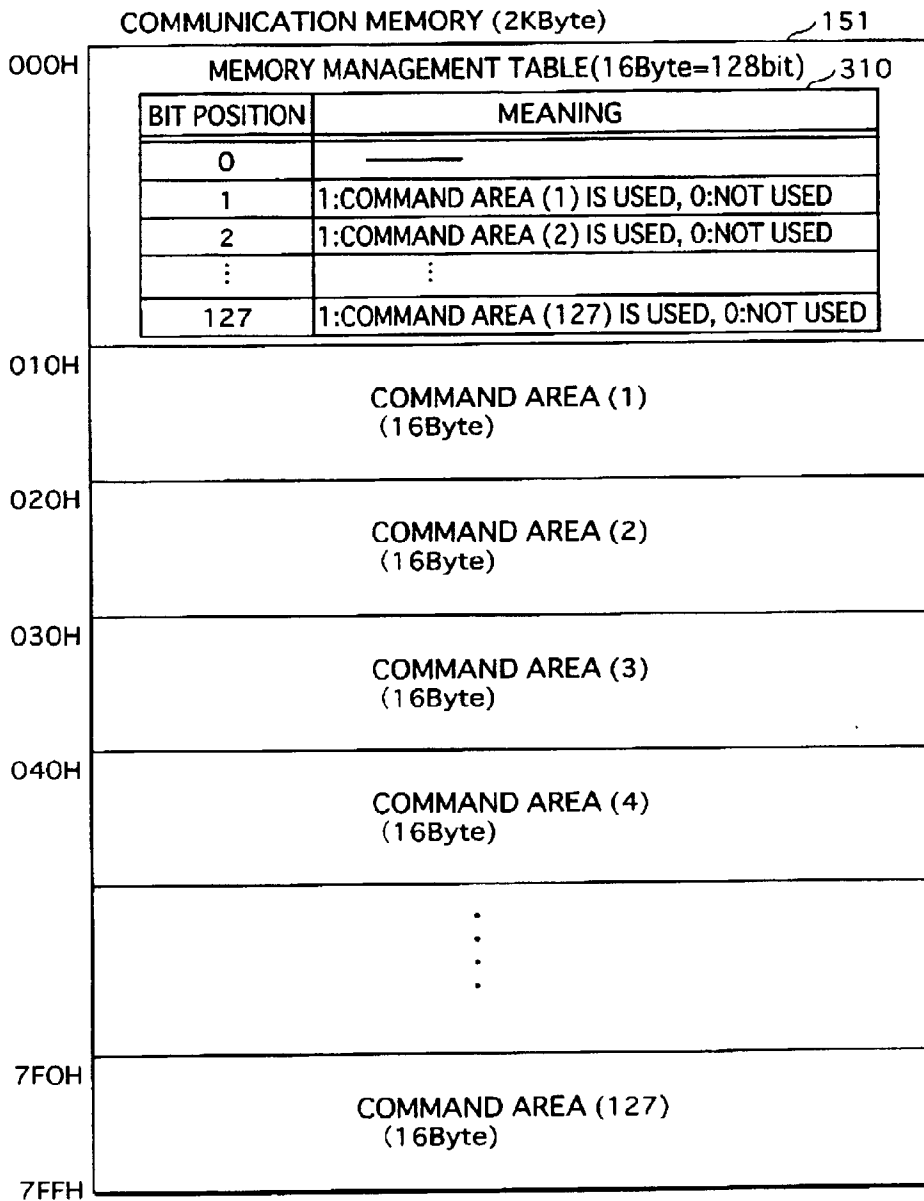 COMMUNICATION MEMORY (2KByte) 151
000H MEMORY MANAGEMENT TABLE(16Byte=128bit) 310
BIT POSITION MEANING
0 ———
1 1:COMMAND AREA (1) IS USED, 0:NOT USED
2 1:COMMAND AREA (2) IS USED, 0:NOT USED
⋮ ⋮
127 1:COMMAND AREA (127) IS USED, 0:NOT USED
010H
COMMAND AREA (1)
(16Byte)
020H
COMMAND AREA (2)
(16Byte)
030H
COMMAND AREA (3)
(16Byte)
040H
COMMAND AREA (4)
(16Byte)
⋮
7F0H
COMMAND AREA (127)
(16Byte)
7FFH